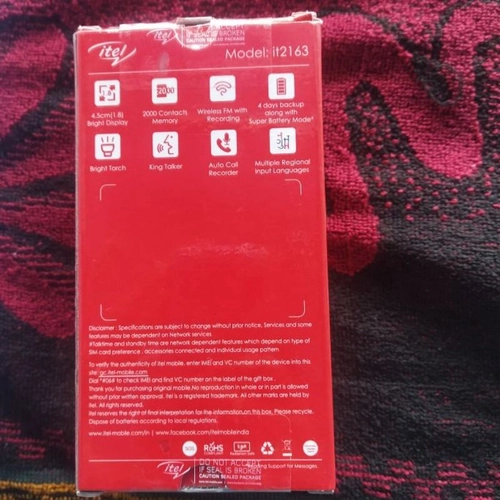 itel
itel
DO NOT ACCEPT
IF SEAL IS BROKEN
CAUTION SEALED PACKAGE
Model: it2163
4.5cm(1.8)
Bright Display
2000
2000 Contacts
Memory
Wireless FM with
Recording
4 days backup
along with
Super Battery Mode#
Bright Torch
King Talker
Auto Call
Recorder
Multiple Regional
Input Languages
Disclaimer : Specifications are subject to change without prior notice, Services and some
features may be dependent on Network services
#Talktime and standby time are network dependent features which depend on type of
SIM card preference , accessories connected and individual usage pattern
To verify the authenticity of itel mobile, enter IMEI and VC number of the device into this
site: gc.itel-mobile.com
Dial *#06# to check IMEI and find VC number on the label of the gift box .
Thank you for purchasing original mobile.No reproduction in whole or in part is allowed
without prior written approval. itel is a registered trademark. All other marks are held by
itel. All rights reserved.
itel reserves the right of final interpretation for the information on this box. Please Recycle.
Dispose of batteries according to local regulations.
www.itel-mobile.com/in | www.facebook.com/itelmobileindia
SOS
RoHS
itel
DO NOT ACCEPT
IF SEAL IS BROKEN
CAUTION SEALED PACKAGE
Support for Messages.